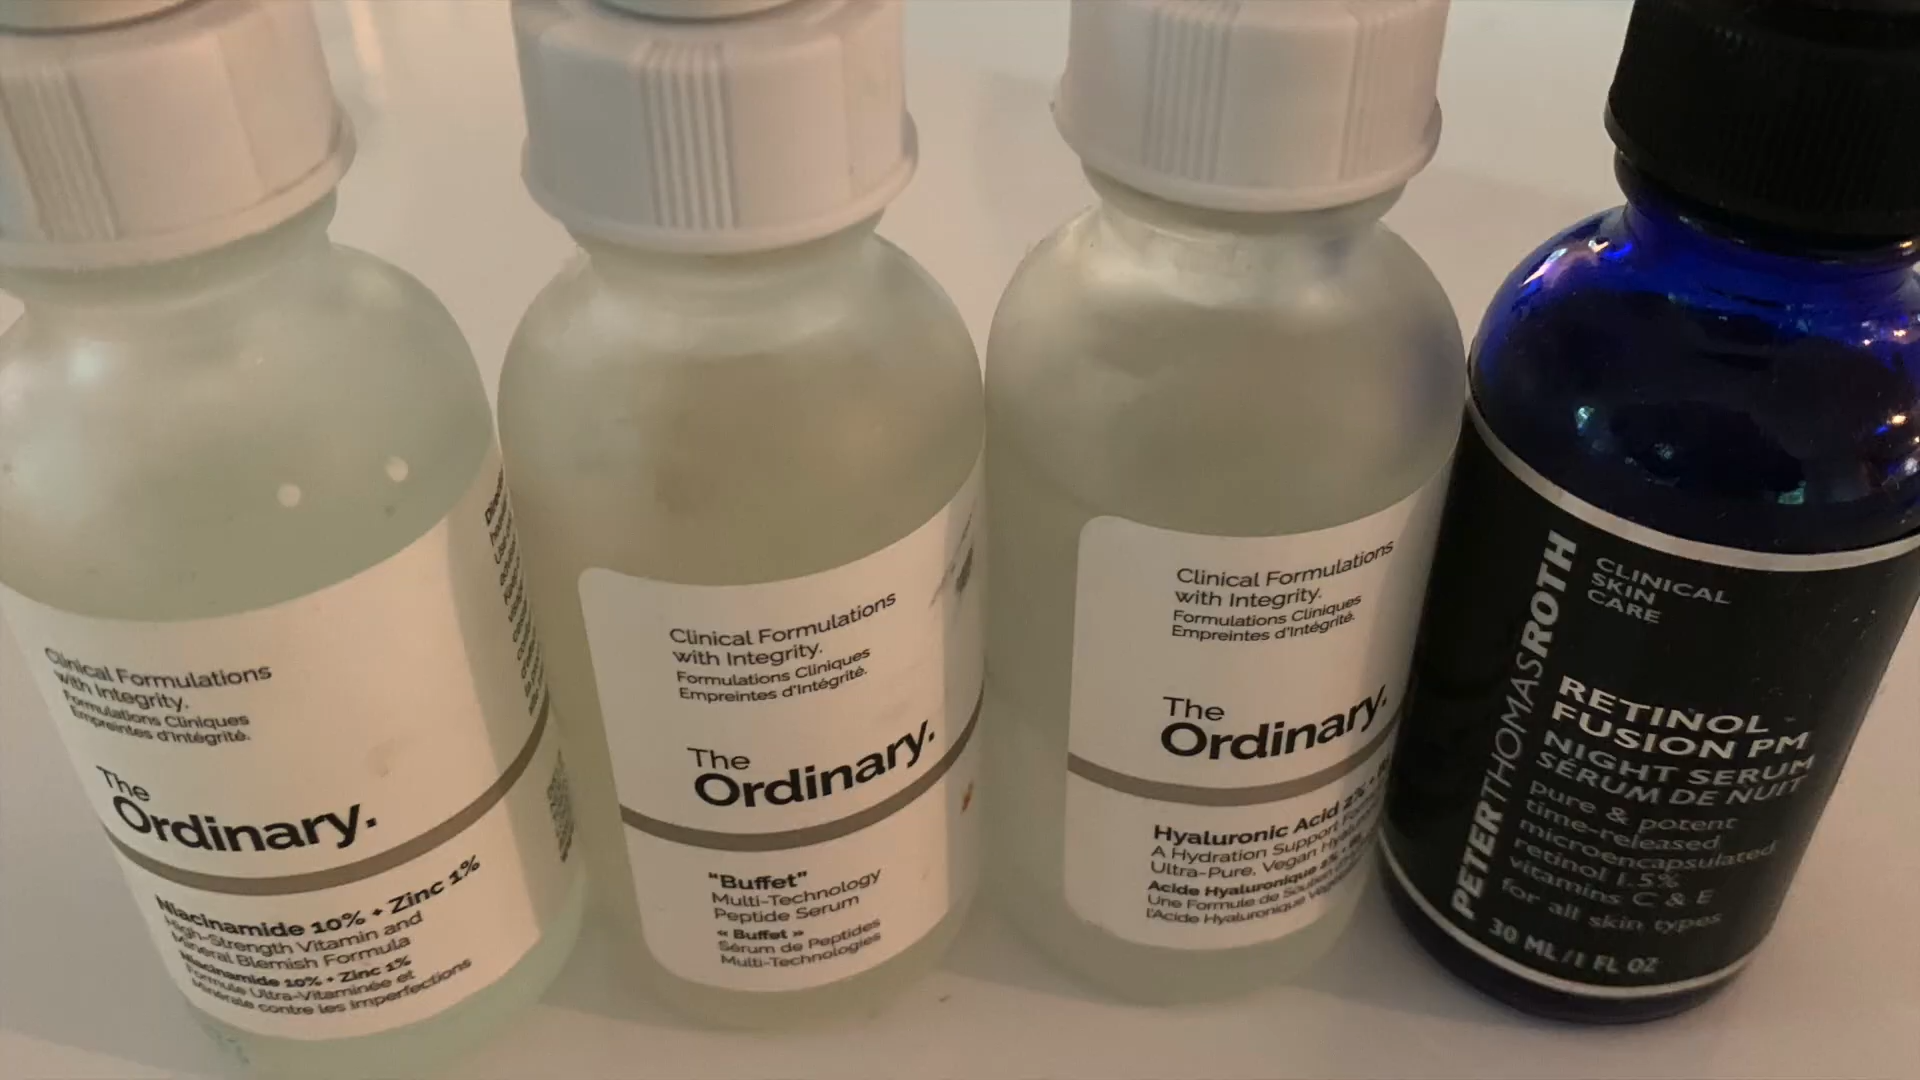 Clinical Formulations
with Integrity.
Formulations Cliniques
Empreintes d'Intégrité.
The
Ordinary.
Niacinamide 10% + Zinc 1%
High-Strength Vitamin and
Mineral Blemish Formula
Niacinamide 10% + Zinc 1%
Formule Ultra-Vitaminée et
Minérale contre les imperfections
Clinical Formulations
with Integrity.
Formulations Cliniques
Empreintes d'Intégrité.
The
Ordinary.
"Buffet"
Multi-Technology
Peptide Serum
« Buffet »
Sérum de Peptides
Multi-Technologies
Clinical Formulations
with Integrity.
Formulations Cliniques
Empreintes d'Intégrité.
The
Ordinary.
Hyaluronic Acid 2% +
A Hydration Support
Ultra-Pure, Vegan
Acide Hyaluronique 2% +
Une Formule de
l'Acide Hyaluronique
PETERTHOMASROTH
CLINICAL
SKIN
CARE
RETINOL
FUSION PM
NIGHT SERUM
SÉRUM DE NUIT
pure & potent
time-released
microencapsulated
retinol 1.5%
vitamins C & E
for all skin types
30 ML / 1 FL OZ